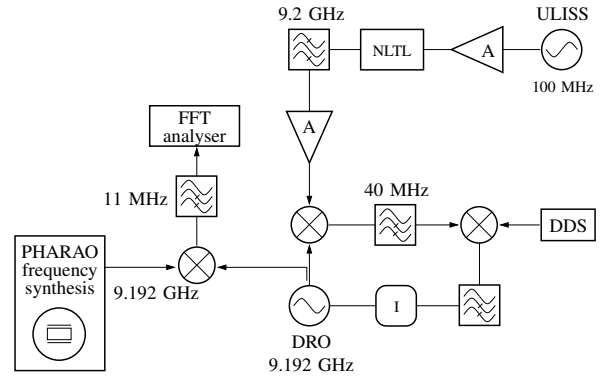 9.2 GHz
ULISS
NLTL
A
100 MHz
FFT
analyser
A
11 MHz
40 MHz
DDS
PHARAO
frequency
synthesis
9.192 GHz
I
DRO
9.192 GHz